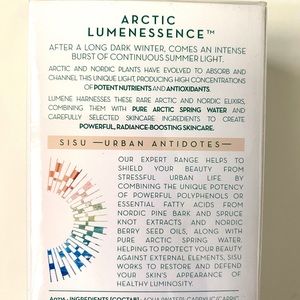 ARCTIC
LUMENESSENCE™
AFTER A LONG DARK WINTER, COMES AN INTENSE
BURST OF CONTINUOUS SUMMER LIGHT.
ARCTIC AND NORDIC PLANTS HAVE EVOLVED TO ABSORB AND
CHANNEL THIS UNIQUE LIGHT, PRODUCING HIGH CONCENTRATIONS
OF POTENT NUTRIENTS AND ANTIOXIDANTS.
LUMENE HARNESSES THESE RARE ARCTIC AND NORDIC ELIXIRS,
COMBINING THEM WITH PURE ARCTIC SPRING WATER AND
CAREFULLY SELECTED SKINCARE INGREDIENTS TO CREATE
POWERFUL, RADIANCE-BOOSTING SKINCARE.
SISU —URBAN ANTIDOTES—
OUR EXPERT RANGE HELPS TO
SHIELD YOUR BEAUTY FROM
STRESSFUL URBAN LIFE BY
COMBINING THE UNIQUE POTENCY
OF POWERFUL POLYPHENOLS OR
ESSENTIAL FATTY ACIDS FROM
NORDIC PINE BARK AND SPRUCE
KNOT EXTRACTS AND NORDIC
BERRY SEED OILS, ALONG WITH
PURE ARCTIC SPRING WATER.
HELPING TO PROTECT YOUR BEAUTY
AGAINST EXTERNAL ELEMENTS, SISU
WORKS TO RESTORE AND DEFEND
YOUR SKIN'S APPEARANCE OF
HEALTHY LUMINOSITY.